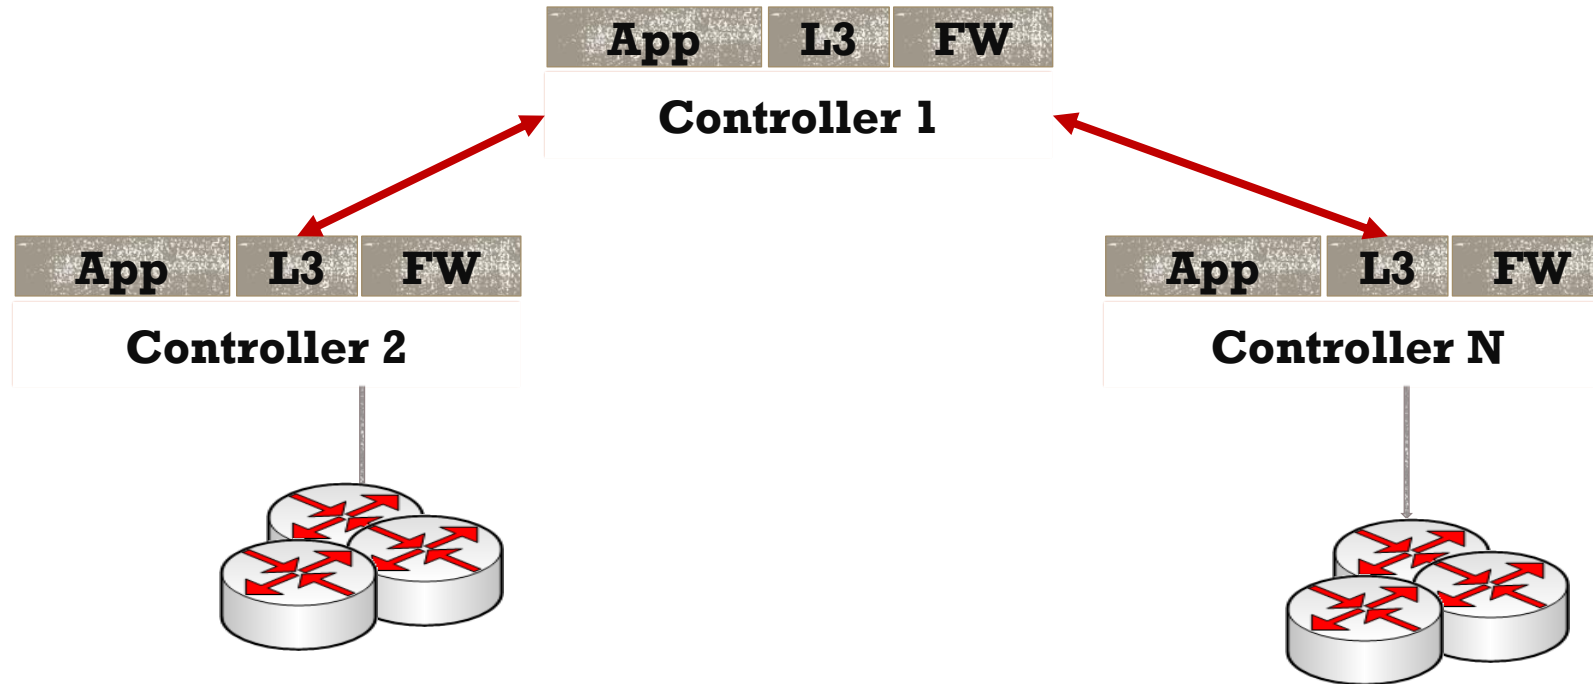 App L3 FW
Controller 1
App L3 FW
Controller 2
App L3 FW
Controller N